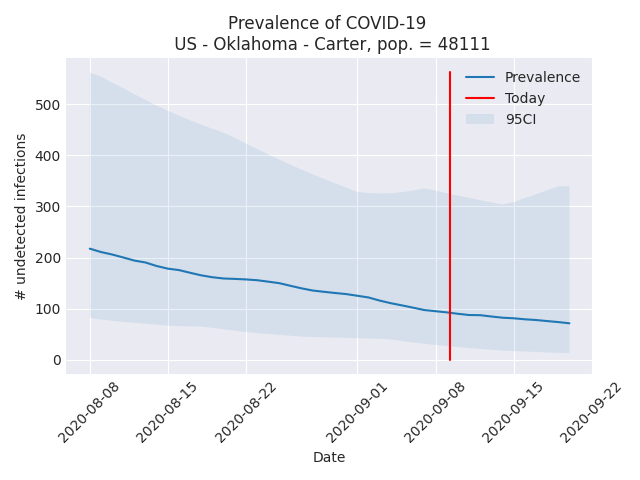 Prevalence of COVID-19
US - Oklahoma - Carter, pop. = 48111
Prevalence
Today
95CI
# undetected infections
500
400
300
200
100
0
2020-08-08
2020-08-15
2020-08-22
2020-09-01
2020-09-08
2020-09-15
2020-09-22
Date